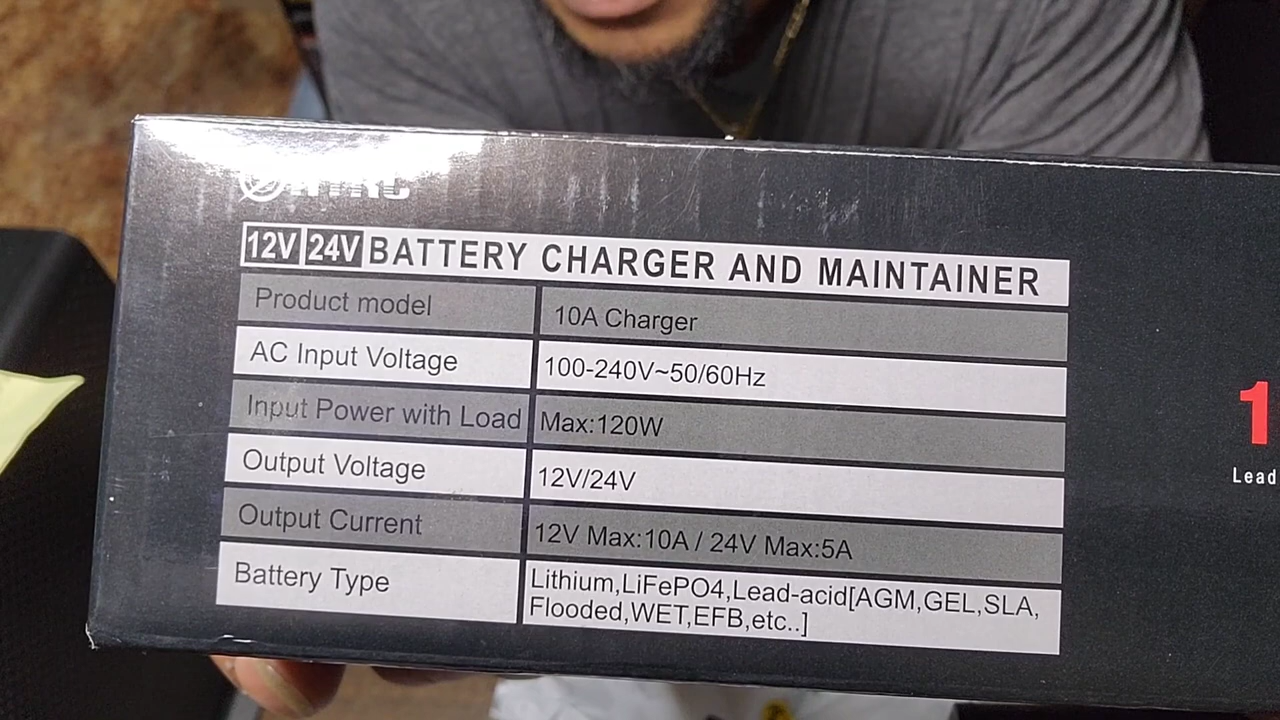 12V 24V BATTERY CHARGER AND MAINTAINER
Product model 10A Charger
AC Input Voltage 100-240V~50/60Hz
Input Power with Load Max:120W
Output Voltage 12V/24V
Output Current 12V Max:10A / 24V Max:5A
Battery Type Lithium,LiFePO4,Lead-acid[AGM,GEL,SLA,
Flooded,WET,EFB,etc..]
1
Lead